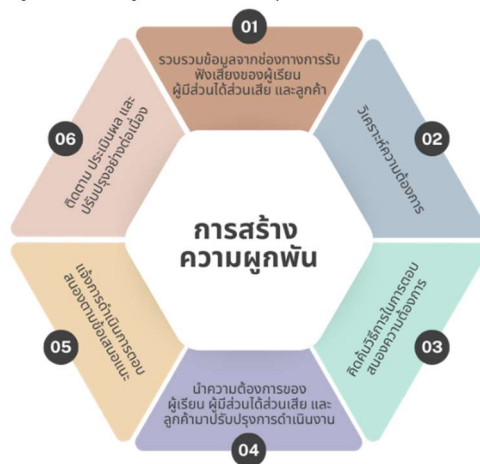 01
รวบรวมข้อมูลจากช่องทางการรับ
ฟังเสียงของผู้เรียน
ผู้มีส่วนได้ส่วนเสีย และลูกค้า
02
วิเคราะห์ความต้องการ
03
คิดค้นวิธีการในการตอบ
สนองความต้องการ
04
นำความต้องการของ
ผู้เรียน ผู้มีส่วนได้ส่วนเสีย และ
ลูกค้ามาปรับปรุงการดำเนินงาน
05
แจ้งการดำเนินการตอบ
สนองตามข้อเสนอแนะ
06
ติดตาม ประเมินผล และ
ปรับปรุงอย่างต่อเนื่อง
การสร้าง
ความผูกพัน